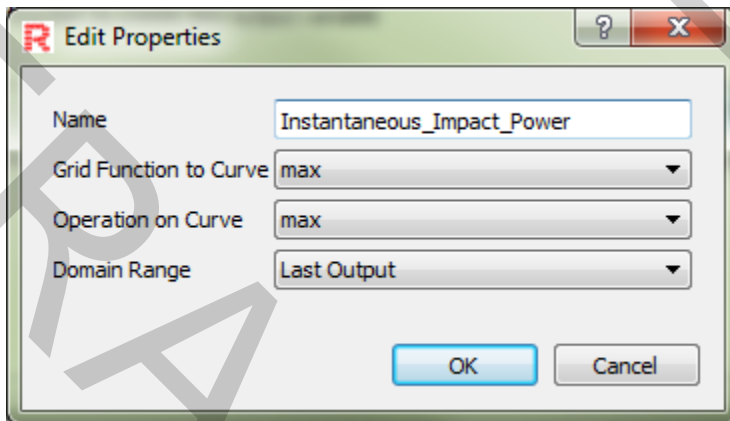 Edit Properties
?
X
Name Instantaneous_Impact_Power
Grid Function to Curve max
Operation on Curve max
Domain Range Last Output
OK Cancel